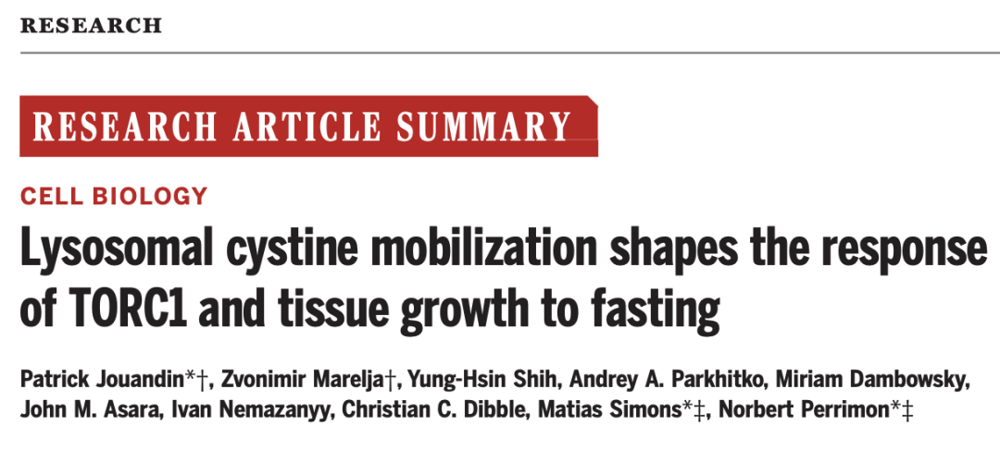 RESEARCH
RESEARCH ARTICLE SUMMARY
CELL BIOLOGY
Lysosomal cystine mobilization shapes the response
of TORC1 and tissue growth to fasting
Patrick Jouandin*†, Zvonimir Marelja†, Yung-Hsin Shih, Andrey A. Parkhitko, Miriam Dambowsky,
John M. Asara, Ivan Nemazanyy, Christian C. Dibble, Matias Simons*‡, Norbert Perrimon*‡